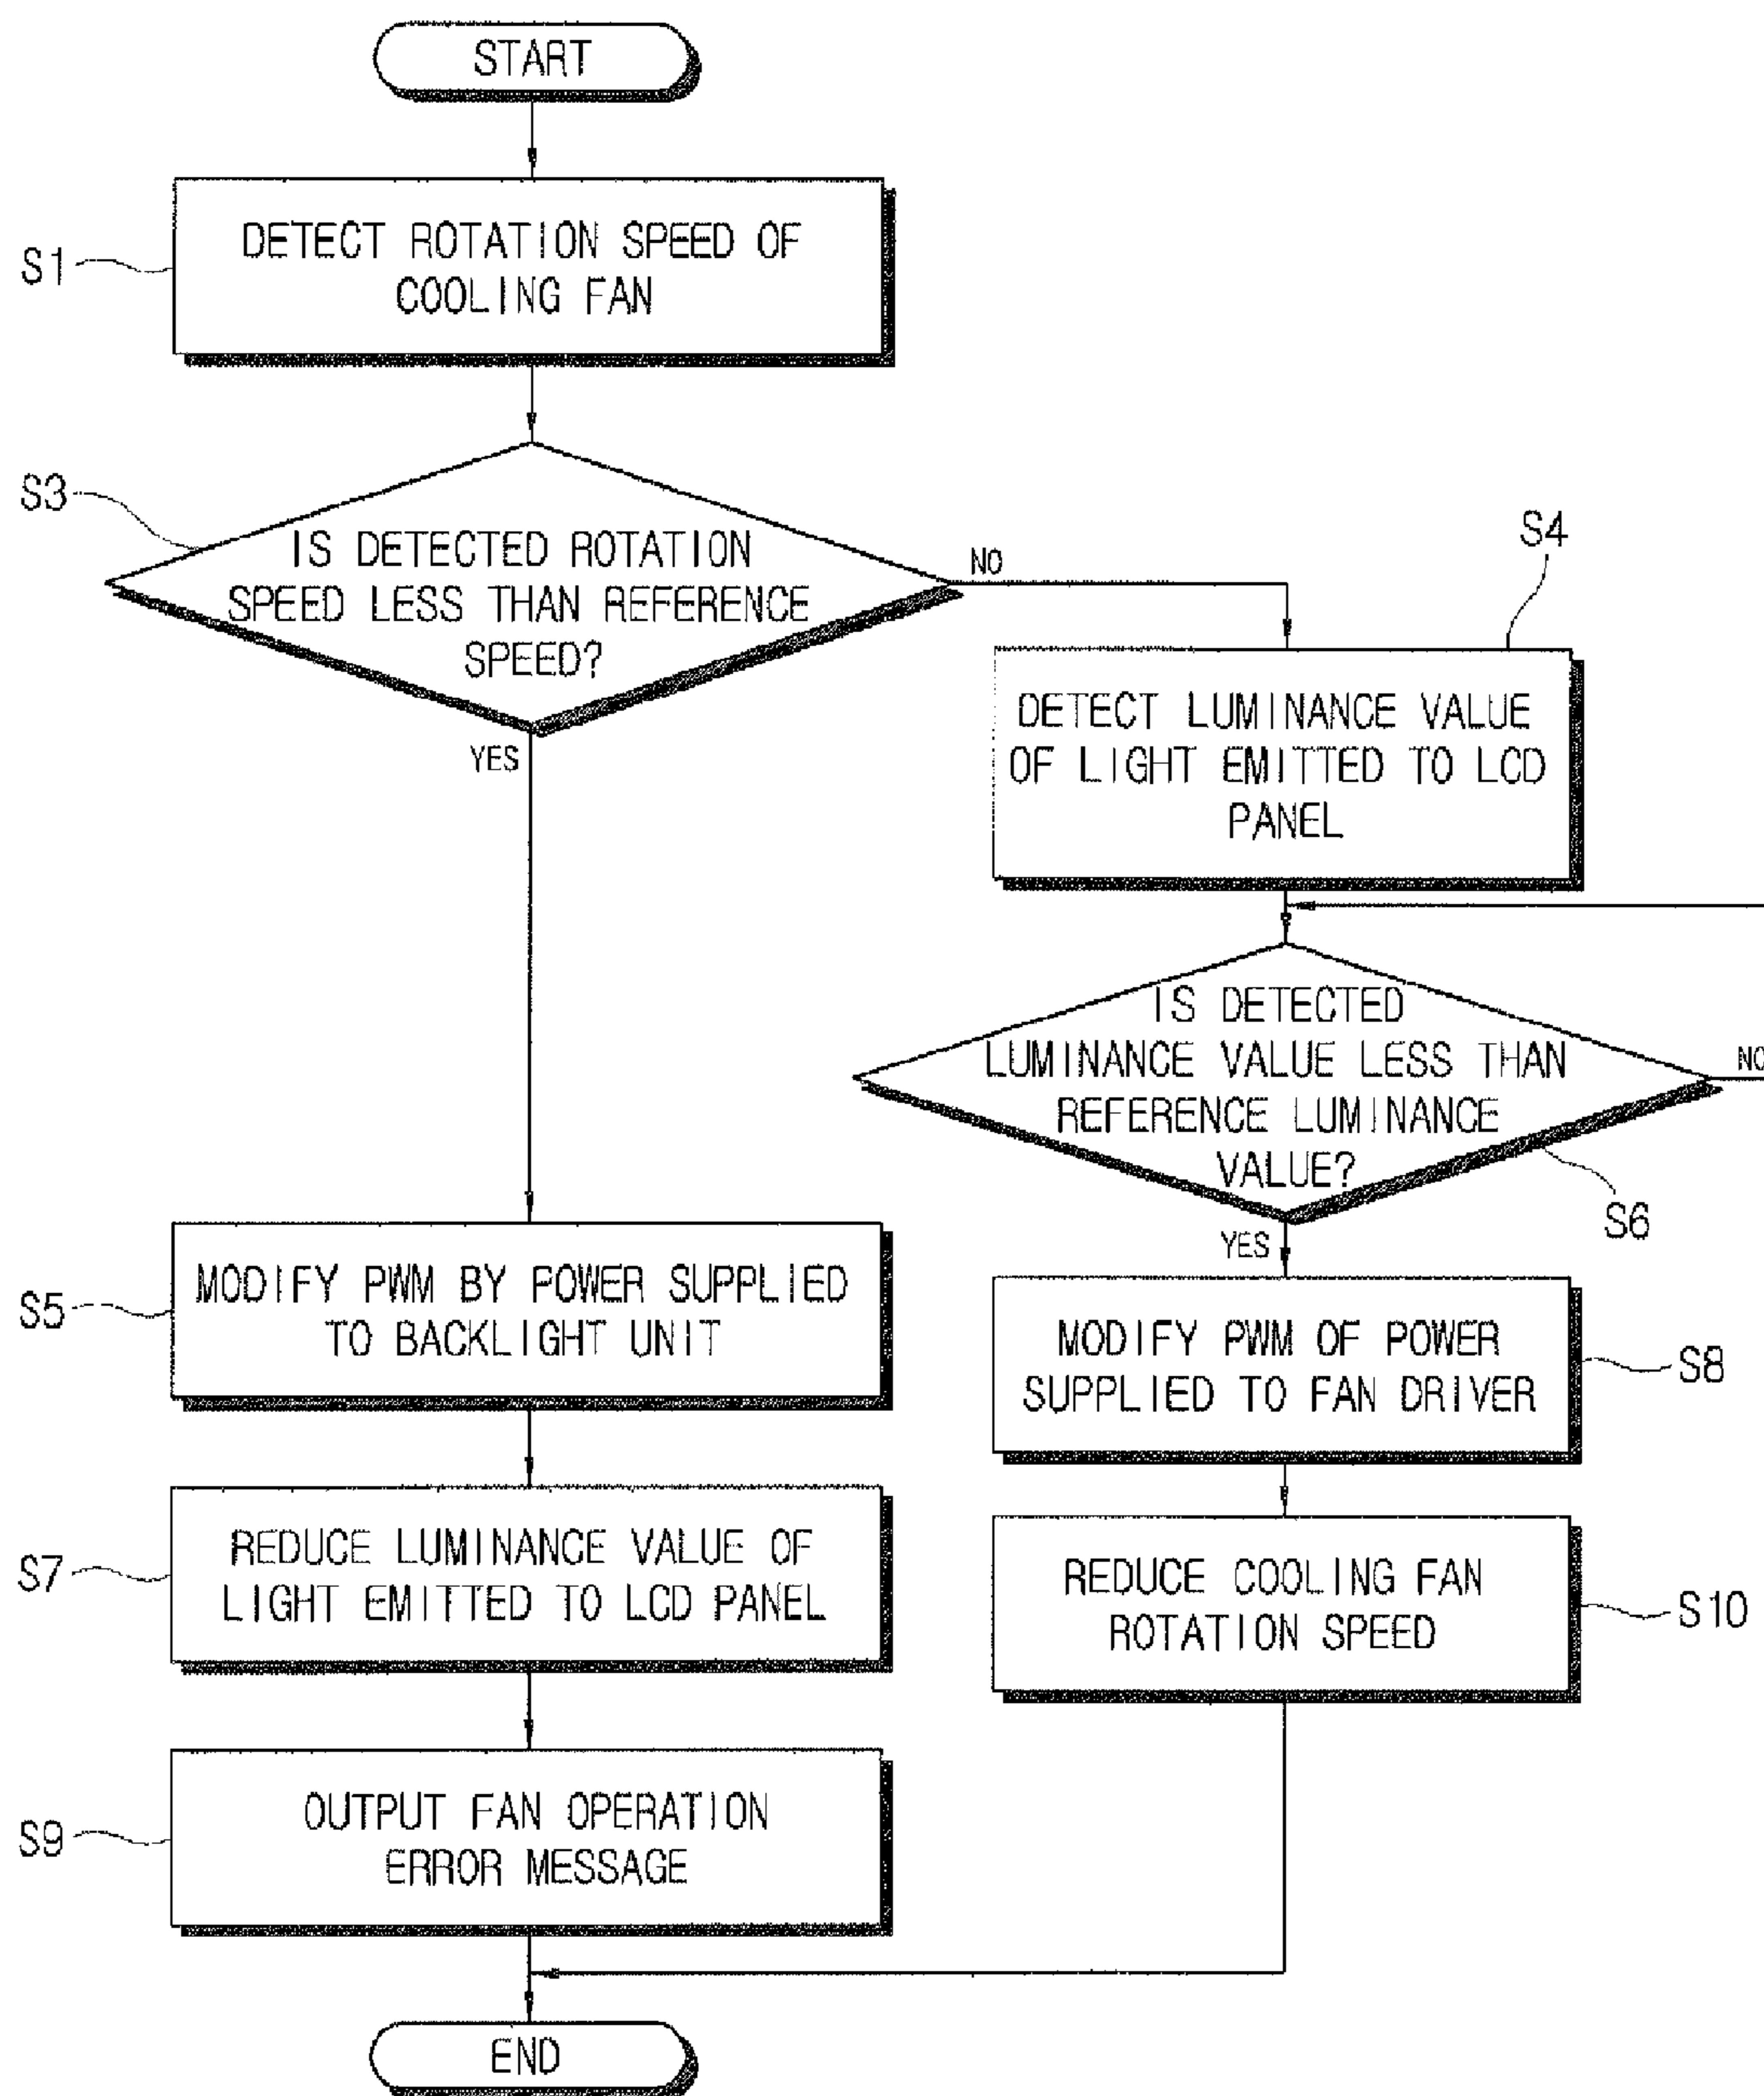 START
S1
DETECT ROTATION SPEED OF
COOLING FAN
S3
IS DETECTED ROTATION
SPEED LESS THAN REFERENCE
SPEED?
NO
YES
S4
DETECT LUMINANCE VALUE
OF LIGHT EMITTED TO LCD
PANEL
IS DETECTED
LUMINANCE VALUE LESS THAN
REFERENCE LUMINANCE
VALUE?
NO
S6
YES
S5
MODIFY PWM BY POWER SUPPLIED
TO BACKLIGHT UNIT
MODIFY PWM OF POWER
SUPPLIED TO FAN DRIVER
S8
S7
REDUCE LUMINANCE VALUE OF
LIGHT EMITTED TO LCD PANEL
REDUCE COOLING FAN
ROTATION SPEED
S10
S9
OUTPUT FAN OPERATION
ERROR MESSAGE
END